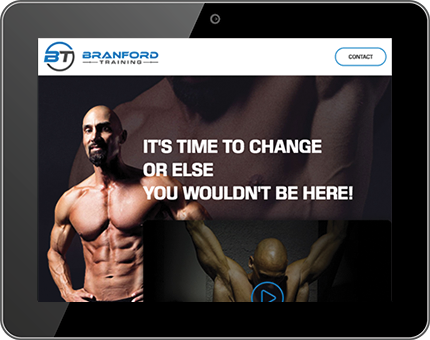 BT
BRANFORD
TRAINING
CONTACT
IT'S TIME TO CHANGE
OR ELSE
YOU WOULDN'T BE HERE!